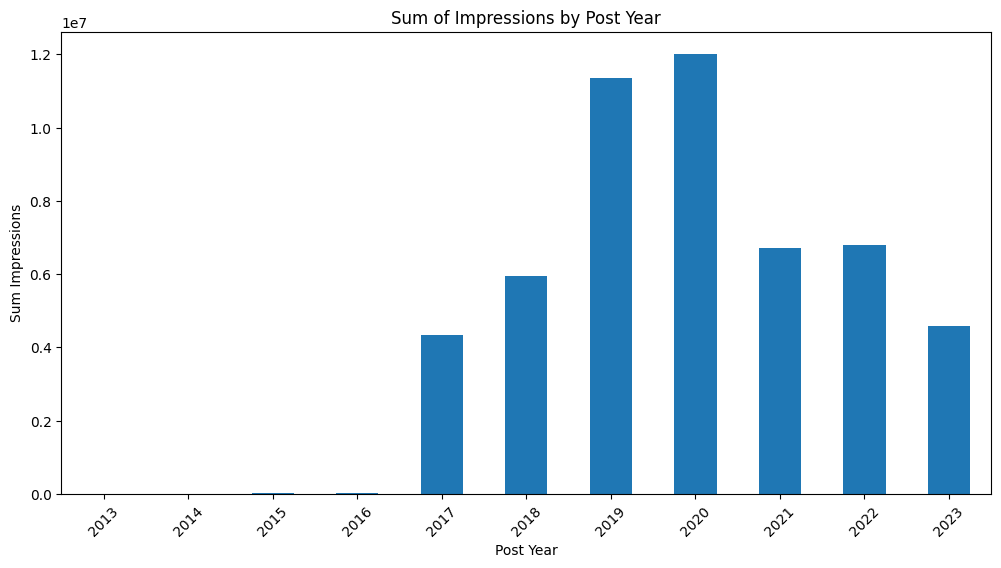 Sum of Impressions by Post Year
1e7
1.2
1.0
0.8
0.6
0.4
0.2
0.0
Sum Impressions
2013 2014 2015 2016 2017 2018 2019 2020 2021 2022 2023
Post Year